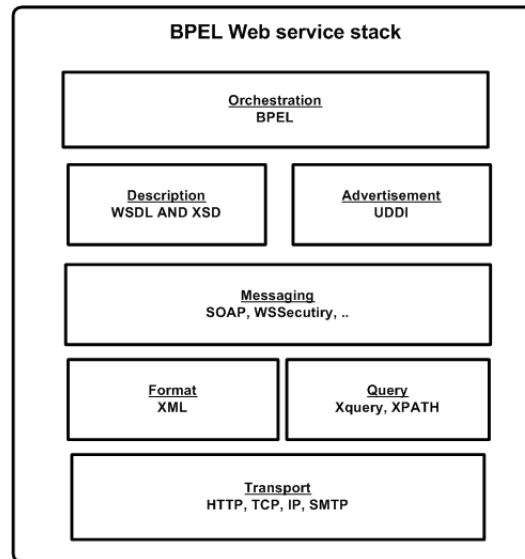 BPEL Web service stack
Orchestration
BPEL
Description
WSDL AND XSD
Advertisement
UDDI
Messaging
SOAP, WSSecutiry, ..
Format
XML
Query
Xquery, XPATH
Transport
HTTP, TCP, IP, SMTP